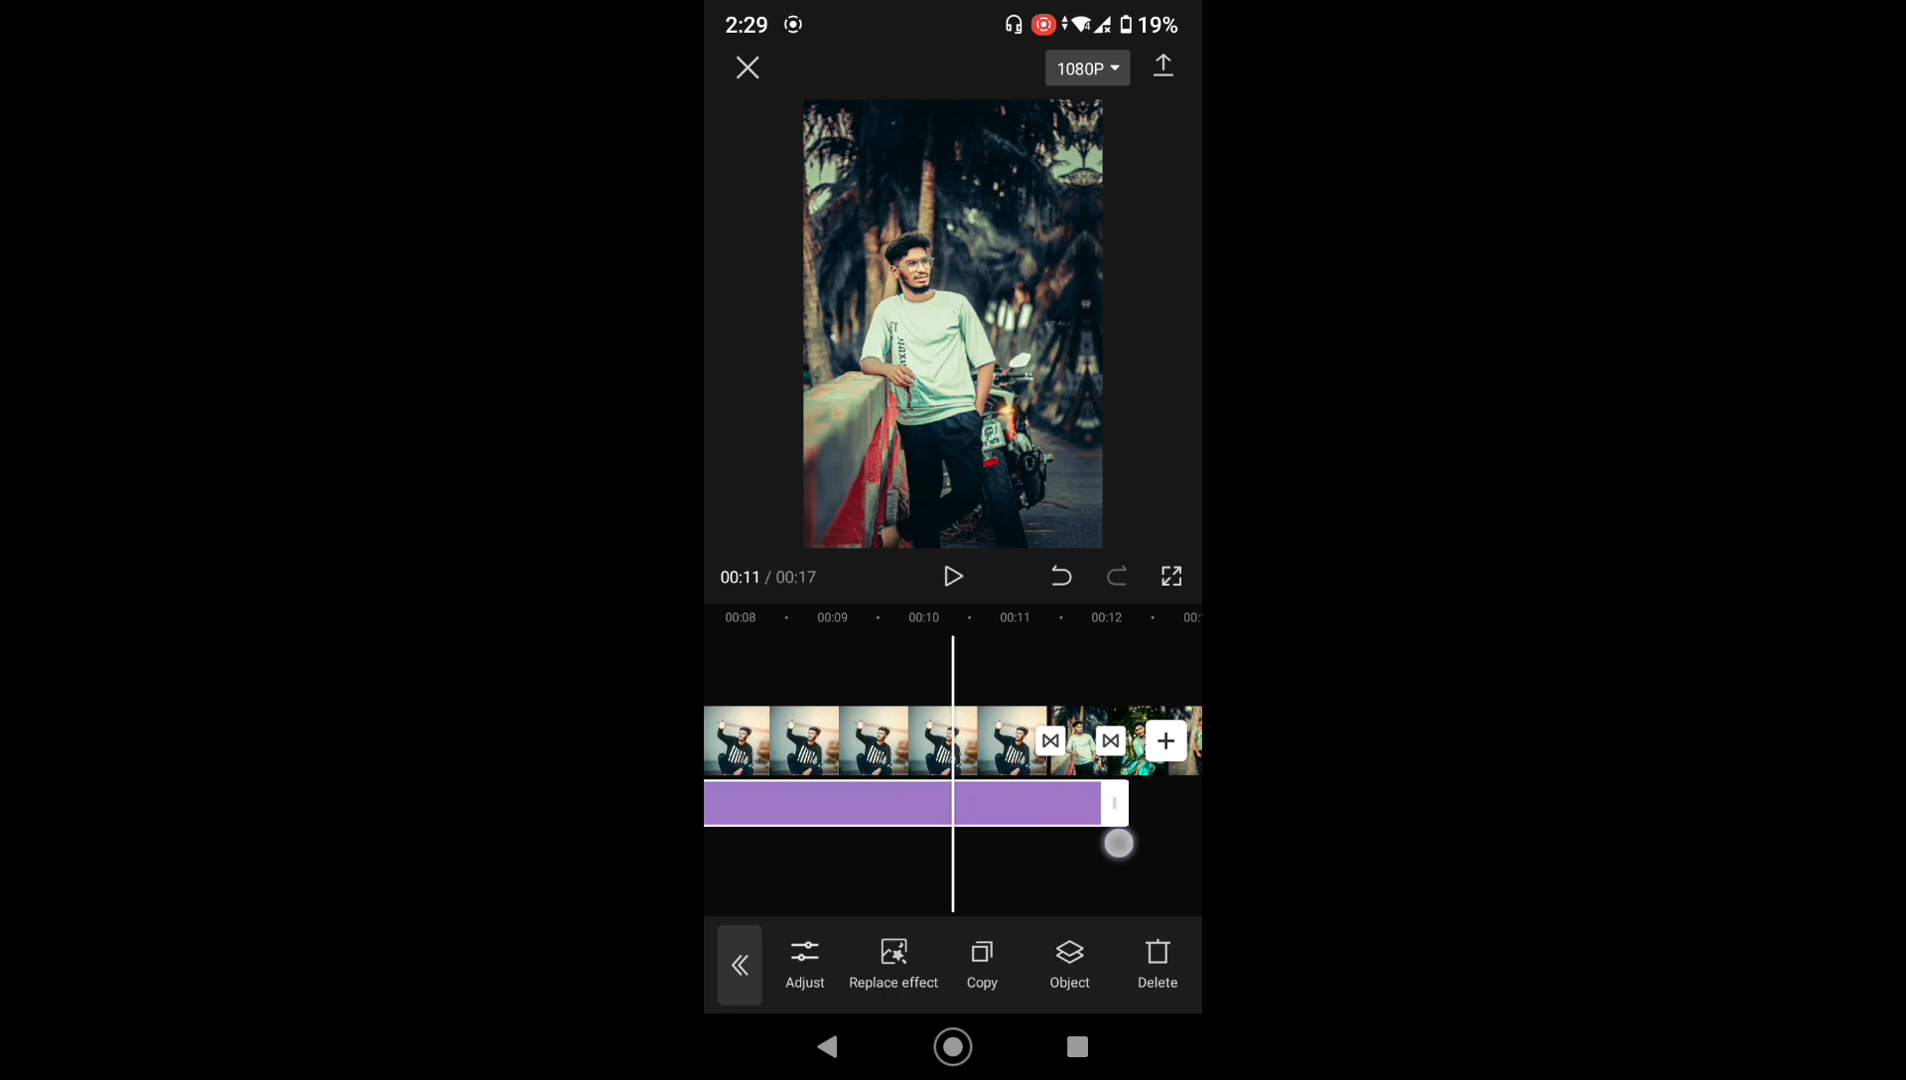 2:29 19%
1080P
00:11 / 00:17
00:08 00:09 00:10 00:11 00:12 00:
Adjust Replace effect Copy Object Delete